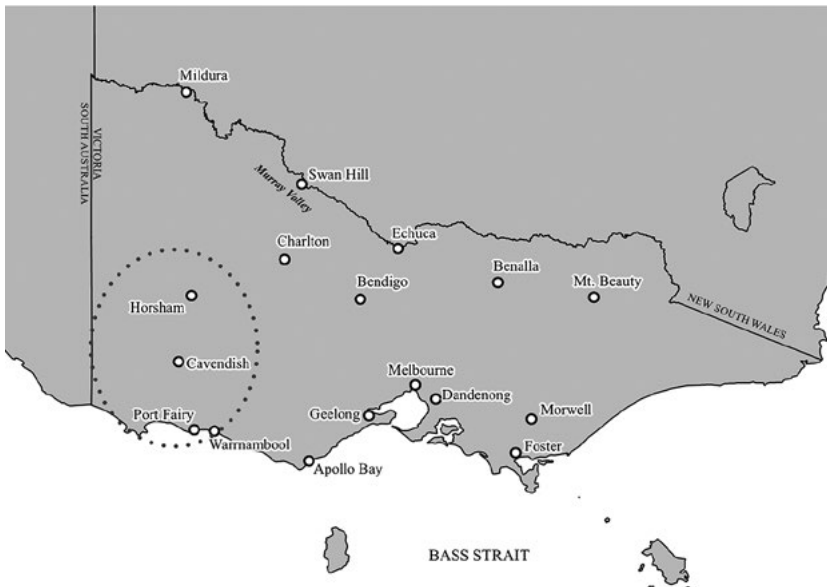 Mildura
VICTORIA
SOUTH AUSTRALIA
Swan Hill
Murray Valley
Echuca
Charlton
Benalla
Bendigo
Mt. Beauty
Horsham
NEW SOUTH WALES
Cavendish
Melbourne
Dandenong
Port Fairy
Geelong
Morwell
Warrnambool
Foster
Apollo Bay
BASS STRAIT